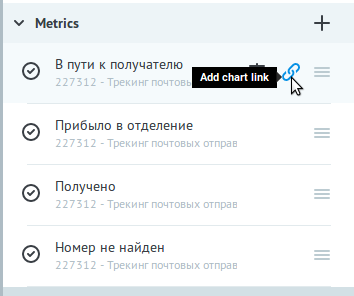 Metrics
В пути к получателю
Add chart link
227312 - Трекинг почтовых отправ
Прибыло в отделение
227312 - Трекинг почтовых отправ
Получено
227312 - Трекинг почтовых отправ
Номер не найден
227312 - Трекинг почтовых отправ